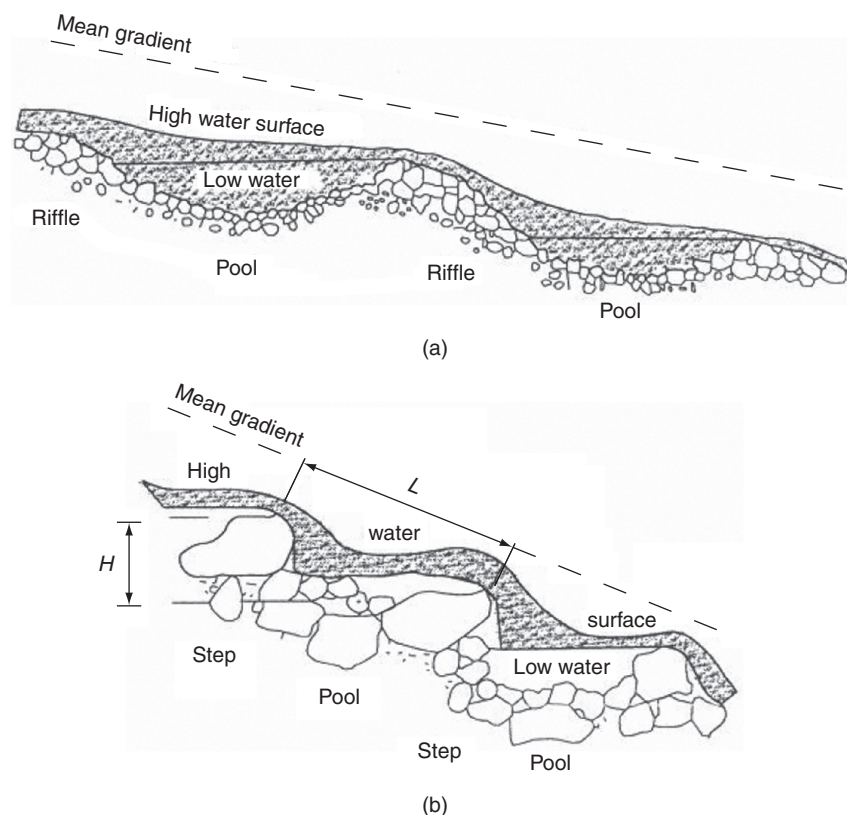 Mean gradient
High water surface
Low water
Riffle
Pool
Riffle
Pool
(a)
Mean gradient
High
L
water
H
surface
Step
Low water
Pool
Step
Pool
(b)